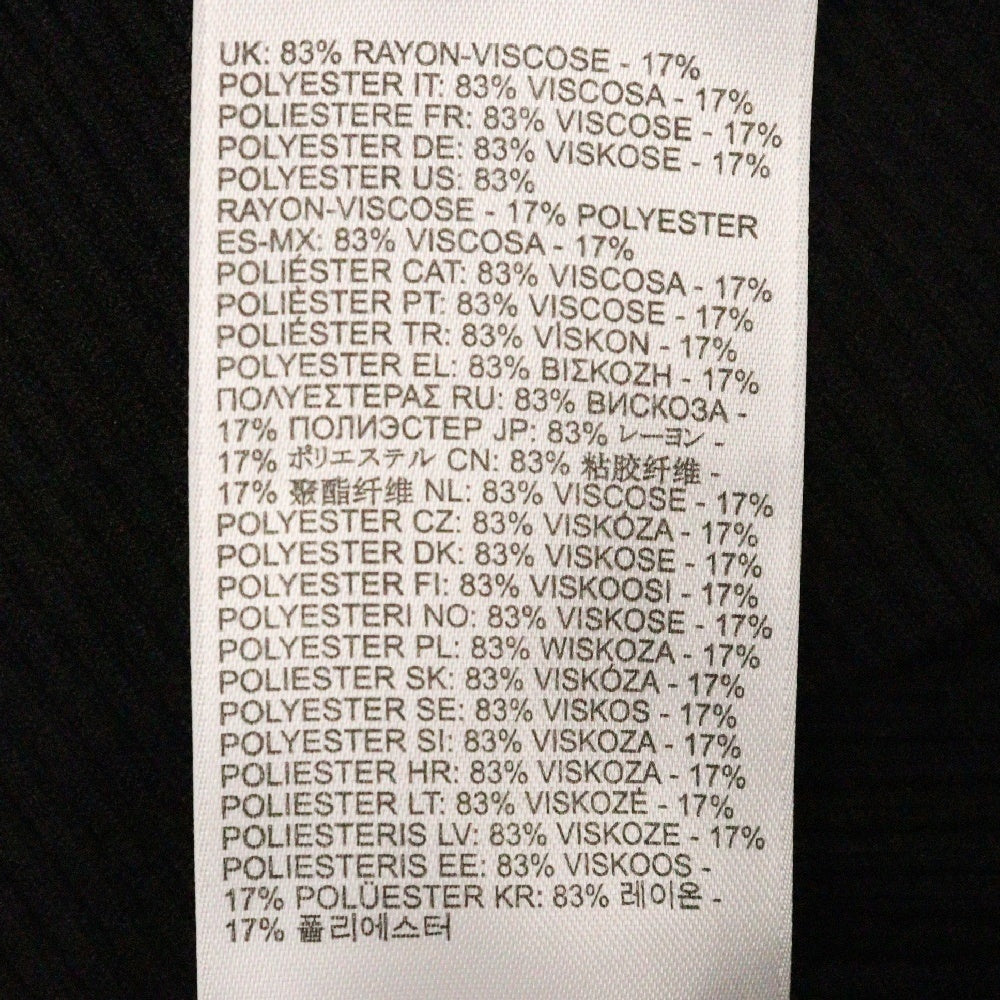 UK: 83% RAYON-VISCOSE - 17%
POLYESTER IT: 83% VISCOSA - 17%
POLIESTERE FR: 83% VISCOSE - 17%
POLYESTER DE: 83% VISKOSE - 17%
POLYESTER US: 83%
RAYON-VISCOSE - 17% POLYESTER
ES-MX: 83% VISCOSA - 17%
POLIÉSTER CAT: 83% VISCOSA - 17%
POLIÈSTER PT: 83% VISCOSE - 17%
POLIÉSTER TR: 83% VİSKON - 17%
POLYESTER EL: 83% ΒΙΣΚΟΖΗ - 17%
ΠΟΛΥΕΣΤΕΡΑΣ RU: 83% ВИСКОЗА -
17% ПОЛИЭСТЕР JP: 83% レーヨン -
17% ポリエステル CN: 83% 粘胶纤维 -
17% 聚酯纤维 NL: 83% VISCOSE - 17%
POLYESTER CZ: 83% VISKÓZA - 17%
POLYESTER DK: 83% VISKOSE - 17%
POLYESTER FI: 83% VISKOOSI - 17%
POLYESTERI NO: 83% VISKOSE - 17%
POLYESTER PL: 83% WISKOZA - 17%
POLIESTER SK: 83% VISKÓZA - 17%
POLYESTER SE: 83% VISKOS - 17%
POLYESTER SI: 83% VISKOZA - 17%
POLIESTER HR: 83% VISKOZA - 17%
POLIESTER LT: 83% VISKOZĖ - 17%
POLIESTERIS LV: 83% VISKOZE - 17%
POLIESTERIS EE: 83% VISKOOS -
17% POLÜESTER KR: 83% 레이온 -
17% 폴리에스터